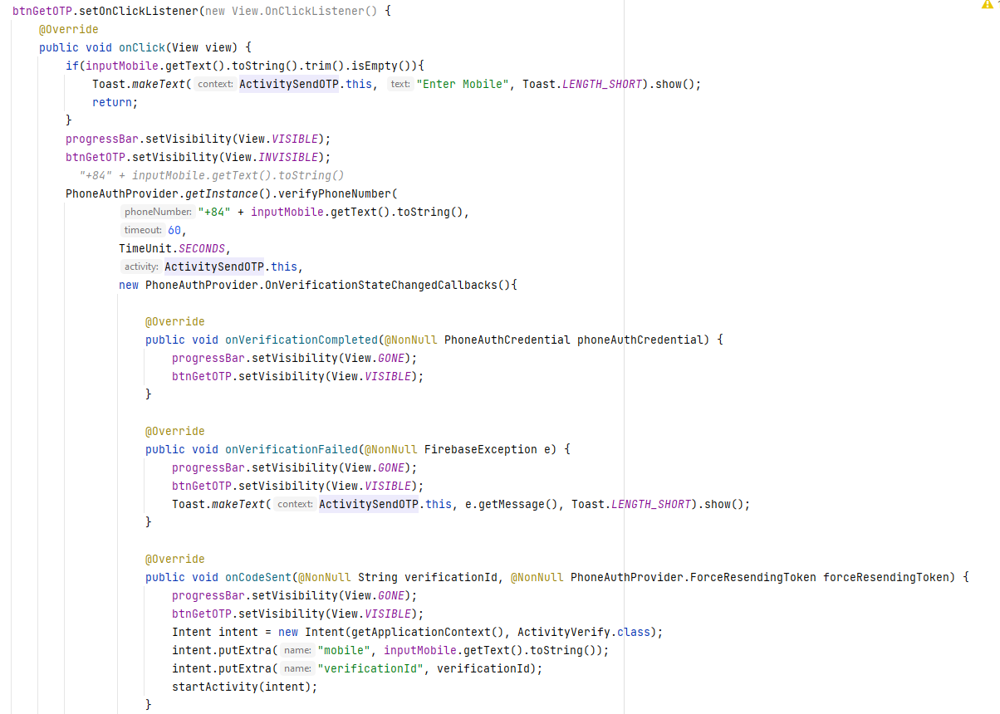 btnGetOTP.setOnClickListener(new View.OnClickListener() {
@Override
public void onClick(View view) {
if(inputMobile.getText().toString().trim().isEmpty()){
Toast.makeText( context: ActivitySendOTP.this, text: "Enter Mobile", Toast.LENGTH_SHORT).show();
return;
}
progressBar.setVisibility(View.VISIBLE);
btnGetOTP.setVisibility(View.INVISIBLE);
"+84" + inputMobile.getText().toString()
PhoneAuthProvider.getInstance().verifyPhoneNumber(
phoneNumber: "+84" + inputMobile.getText().toString(),
timeout: 60,
TimeUnit.SECONDS,
activity: ActivitySendOTP.this,
new PhoneAuthProvider.OnVerificationStateChangedCallbacks(){
@Override
public void onVerificationCompleted(@NonNull PhoneAuthCredential phoneAuthCredential) {
progressBar.setVisibility(View.GONE);
btnGetOTP.setVisibility(View.VISIBLE);
}
@Override
public void onVerificationFailed(@NonNull FirebaseException e) {
progressBar.setVisibility(View.GONE);
btnGetOTP.setVisibility(View.VISIBLE);
Toast.makeText( context: ActivitySendOTP.this, e.getMessage(), Toast.LENGTH_SHORT).show();
}
@Override
public void onCodeSent(@NonNull String verificationId, @NonNull PhoneAuthProvider.ForceResendingToken forceResendingToken) {
progressBar.setVisibility(View.GONE);
btnGetOTP.setVisibility(View.VISIBLE);
Intent intent = new Intent(getApplicationContext(), ActivityVerify.class);
intent.putExtra( name: "mobile", inputMobile.getText().toString());
intent.putExtra( name: "verificationId", verificationId);
startActivity(intent);
}